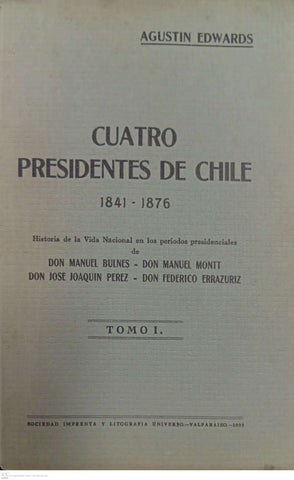 AGUSTIN EDWARDS
CUATRO
PRESIDENTES DE CHILE
1841 - 1876
Historia de la Vida Nacional en los períodos presidenciales
de
DON MANUEL BULNES - DON MANUEL MONTT
DON JOSE JOAQUIN PEREZ - DON FEDERICO ERRAZURIZ
TOMO I.
SOCIEDAD IMPRENTA Y LITOGRAFIA UNIVERSO—VALPARAISO—